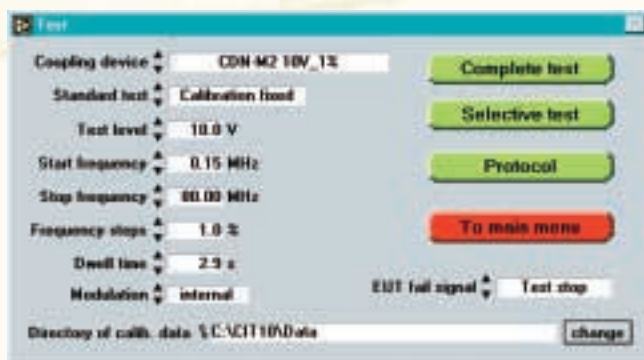 Test
Coupling device CDN-M2 10V_1%
Complete test
Standard test Calibration fixed
Selective test
Test level 10.0 V
Start frequency 0.15 MHz
Protocol
Stop frequency 80.00 MHz
Frequency steps 1.0 %
To main menu
Dwell time 2.9 s
EUT fail signal Test stop
Modulation internal
Directory of calib. data % C:\CIT10\Data change